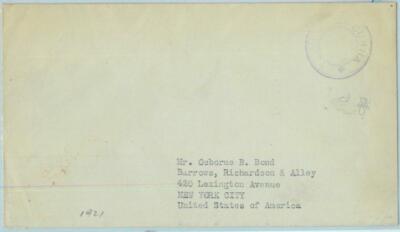 Mr. Osborne B. Bond
Barrows, Richardson & Alley
420 Lexington Avenue
NEW YORK CITY
United States of America
1921